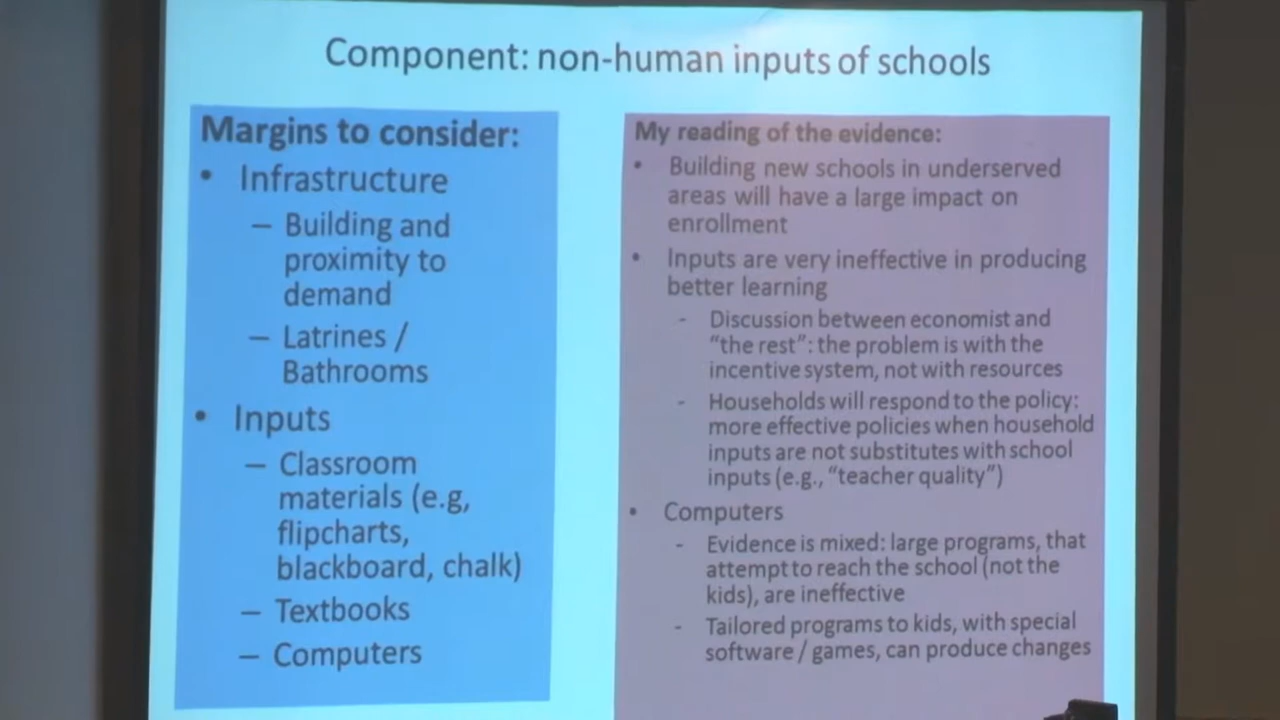 Component: non-human inputs of schools
Margins to consider:
• Infrastructure
– Building and
proximity to
demand
– Latrines /
Bathrooms
• Inputs
– Classroom
materials (e.g,
flipcharts,
blackboard, chalk)
– Textbooks
– Computers
My reading of the evidence:
• Building new schools in underserved
areas will have a large impact on
enrollment
• Inputs are very ineffective in producing
better learning
- Discussion between economist and
“the rest”: the problem is with the
incentive system, not with resources
- Households will respond to the policy:
more effective policies when household
inputs are not substitutes with school
inputs (e.g., “teacher quality”)
• Computers
- Evidence is mixed: large programs, that
attempt to reach the school (not the
kids), are ineffective
- Tailored programs to kids, with special
software / games, can produce changes